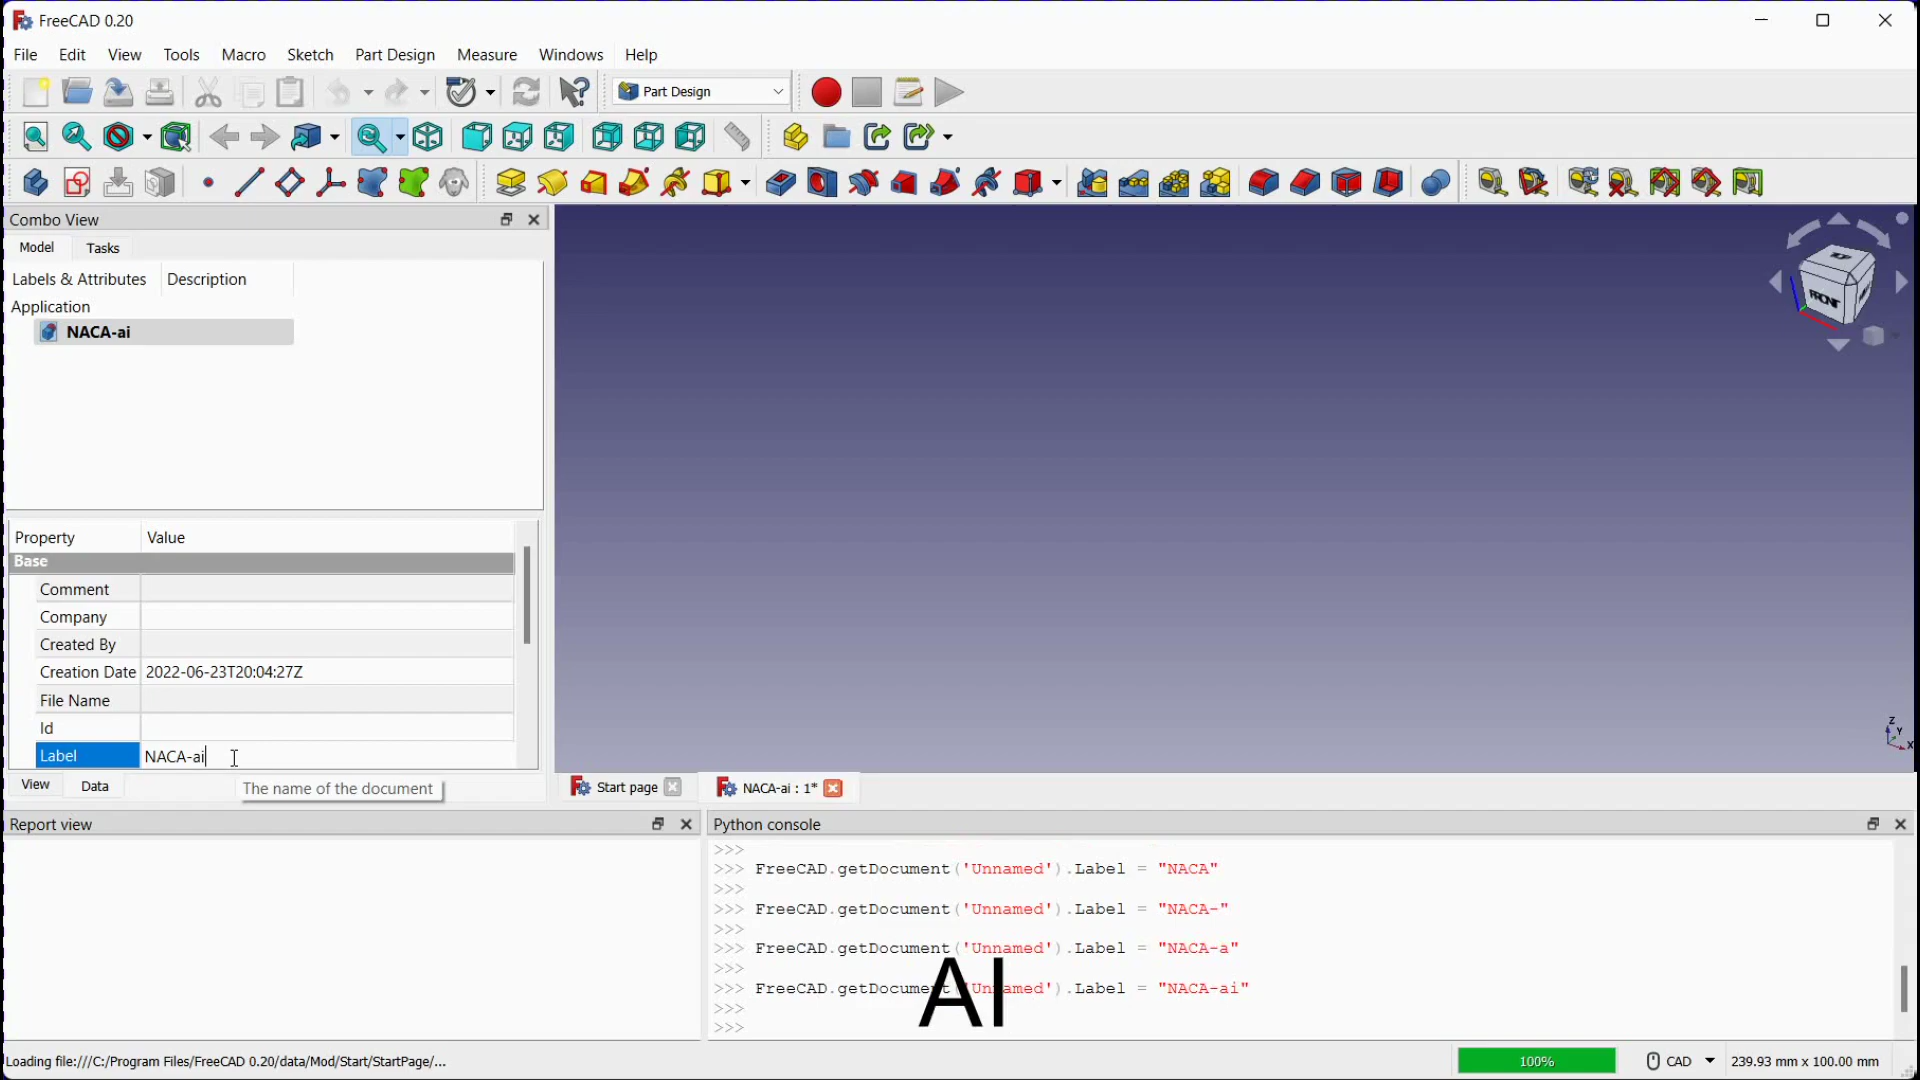 FreeCAD 0.20
File Edit View Tools Macro Sketch Part Design Measure Windows Help
Part Design
Combo View
Model Tasks
Labels & Attributes Description
Application
NACA-ai
FRONT
Property Value
Base
Comment
Company
Created By
Creation Date 2022-06-23T20:04:27Z
File Name
Id
Label NACA-ai
View Data
The name of the document
Z
Y
X
Start page NACA-ai : 1*
Report view
Python console
>>>
>>> FreeCAD.getDocument('Unnamed').Label = "NACA"
>>>
>>> FreeCAD.getDocument('Unnamed').Label = "NACA-"
>>>
>>> FreeCAD.getDocument('Unnamed').Label = "NACA-a"
>>>
>>> FreeCAD.getDocument('Unnamed').Label = "NACA-ai"
>>>
>>>
AI
Loading file:///C:/Program Files/FreeCAD 0.20/data/Mod/Start/StartPage/...
100% CAD 239.93 mm x 100.00 mm